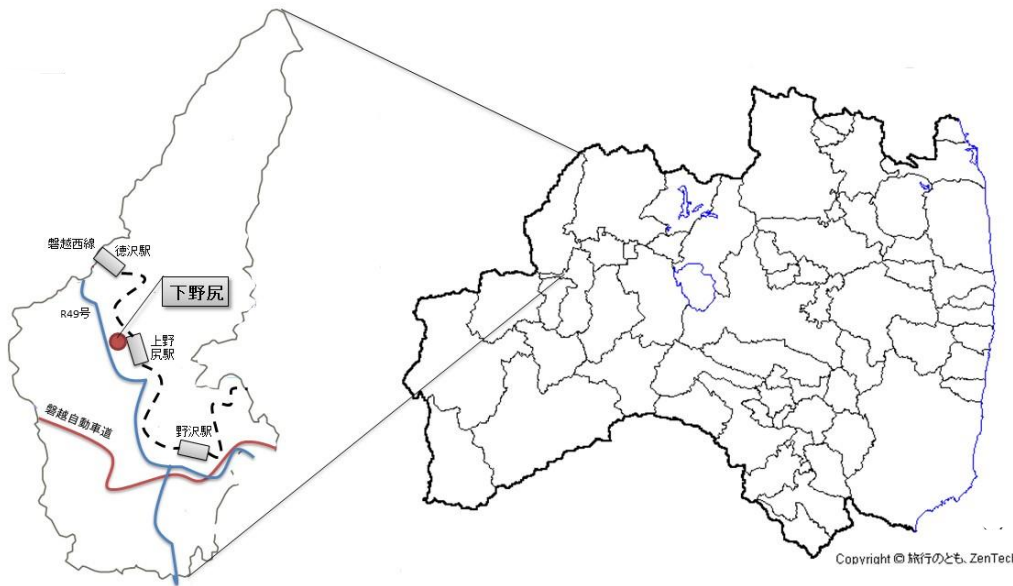 磐越西線
徳沢駅
下野尻
R49号
上野
尻駅
磐越自動車道
野沢駅
Copyright © 旅行のとも、ZenTech